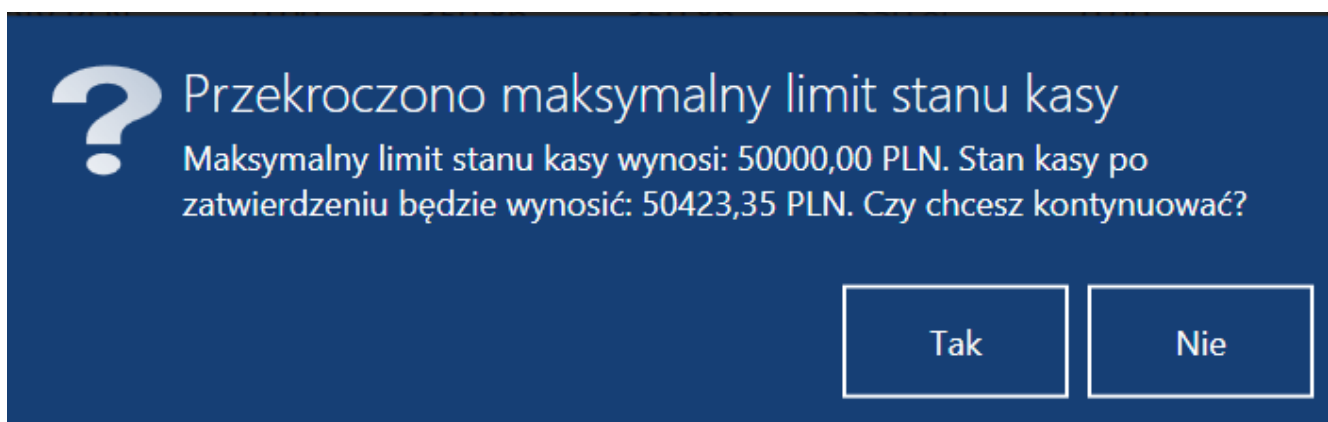 Przekroczono maksymalny limit stanu kasy
Maksymalny limit stanu kasy wynosi: 50000,00 PLN. Stan kasy po
zatwierdzeniu będzie wynosić: 50423,35 PLN. Czy chcesz kontynuować?
Tak
Nie